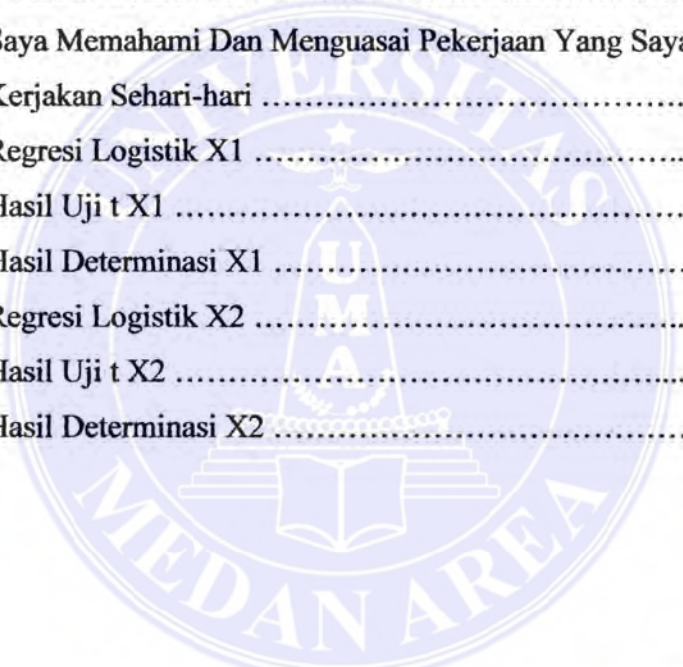 Saya Memahami Dan Menguasai Pekerjaan Yang Saya
Kerjakan Sehari-hari ........................................
Regresi Logistik X1 ........................................
Hasil Uji t X1 ........................................
Hasil Determinasi X1 ........................................
Regresi Logistik X2 ........................................
Hasil Uji t X2 ........................................
Hasil Determinasi X2 ........................................
UNIVERSITAS
UMA
MEDAN AREA